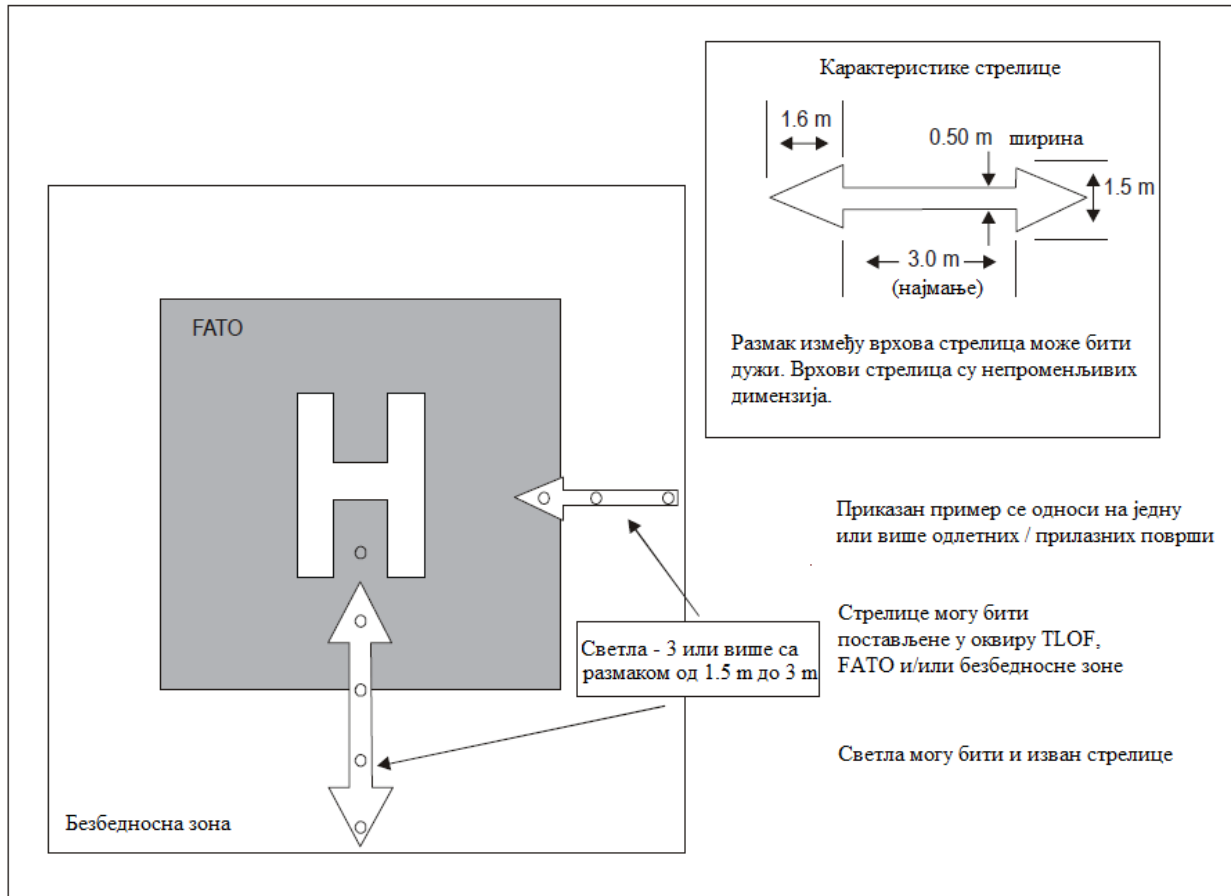 Карактеристике стрелице
1.6 m
0.50 m ширина
1.5 m
3.0 m
(најмање)
Размак између врхова стрелица може бити
дужи. Врхови стрелица су непроменљивих
димензија.
FATO
H
Приказан пример се односи на једну
или више одлетних / прилазних површи
Стрелице могу бити
постављене у оквиру TLOF,
FATO и/или безбедносне зоне
Светла - 3 или више са
размаком од 1.5 m до 3 m
Светла могу бити и изван стрелице
Безбедносна зона